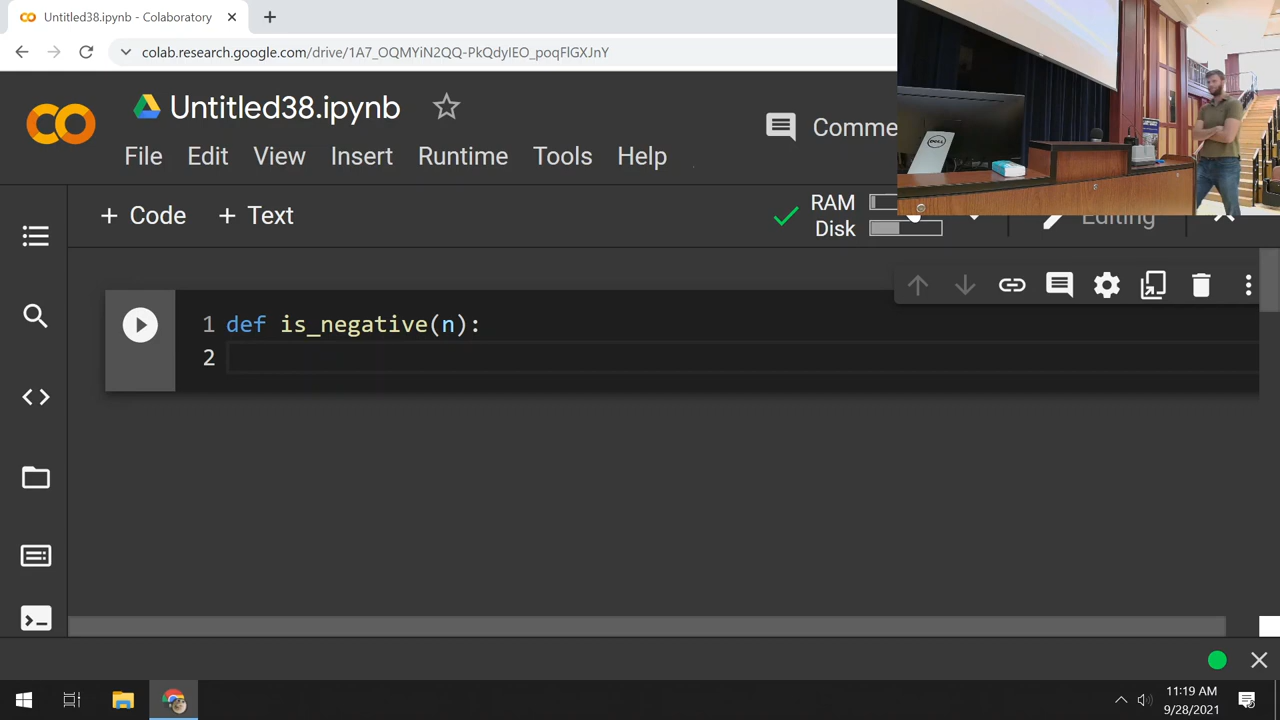 Untitled38.ipynb - Colaboratory
colab.research.google.com/drive/1A7_OQMYiN2QQ-PkQdyIEO_poqFlGXJnY
Untitled38.ipynb
Comme
File Edit View Insert Runtime Tools Help
+ Code + Text
RAM
Disk
Editing
1 def is_negative(n):
2
DELL
11:19 AM
9/28/2021